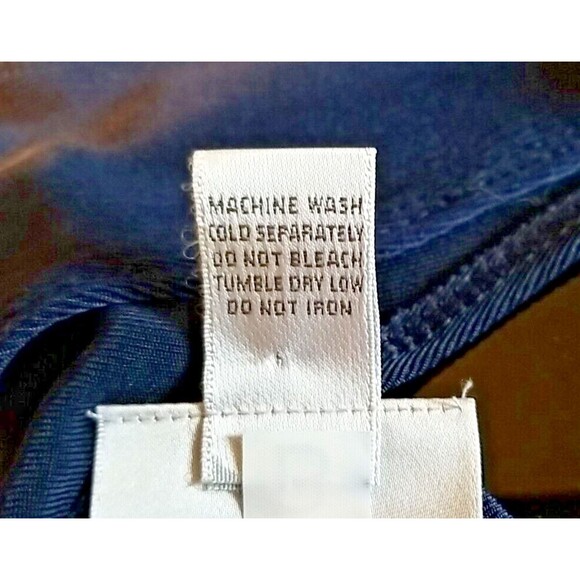 MACHINE WASH
COLD SEPARATELY
DO NOT BLEACH
TUMBLE DRY LOW
DO NOT IRON